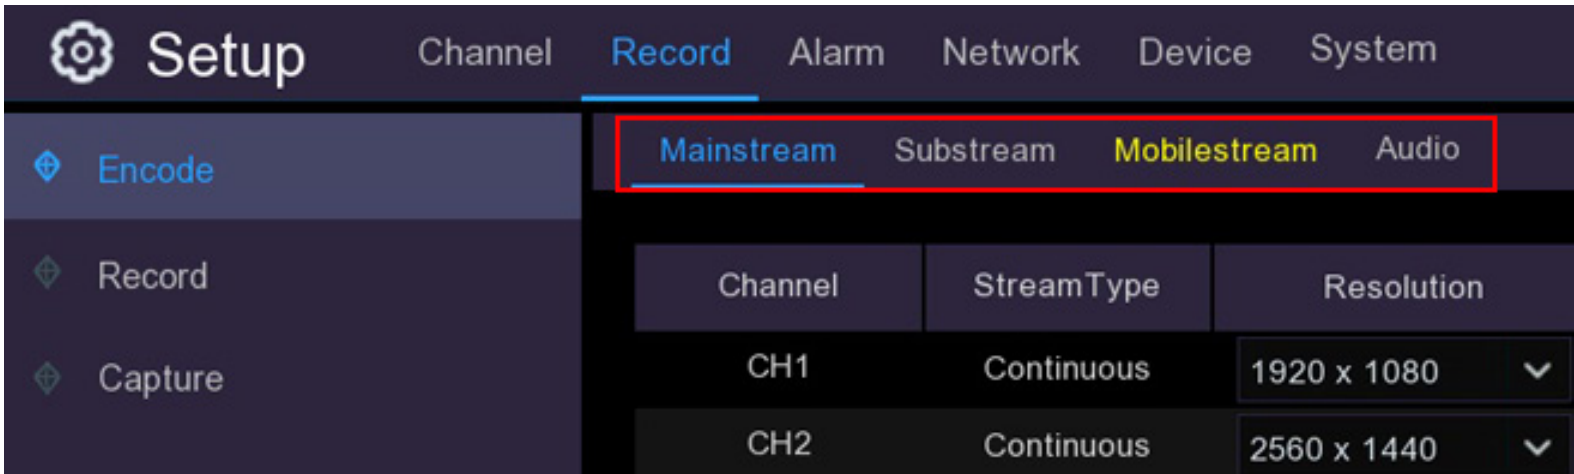 Setup Channel Record Alarm Network Device System
Encode
Record
Capture
Mainstream Substream Mobilestream Audio
Channel StreamType Resolution
CH1 Continuous 1920 x 1080
CH2 Continuous 2560 x 1440